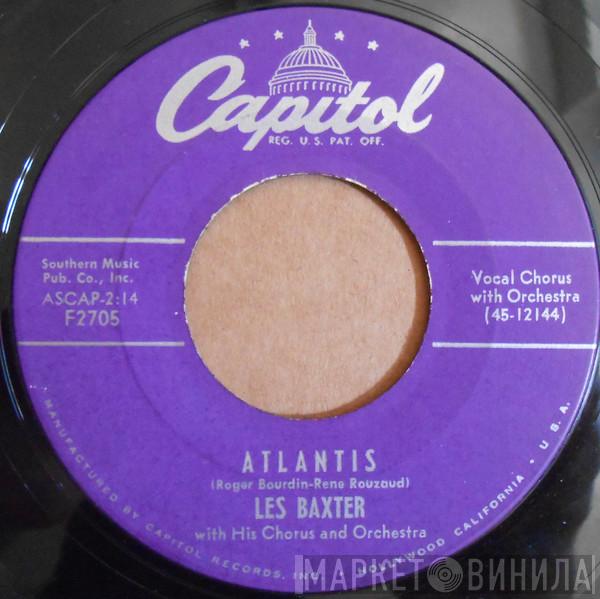 Capitol
REG. U.S. PAT. OFF.
Southern Music
Pub. Co., Inc.
ASCAP-2:14
F2705
Vocal Chorus
with Orchestra
(45-12144)
ATLANTIS
(Roger Bourdin-Rene Rouzaud)
LES BAXTER
with His Chorus and Orchestra
MANUFACTURED BY CAPITOL RECORDS, INC. HOLLYWOOD CALIFORNIA • U.S.A.
МАРКЕТ ВИНИЛА